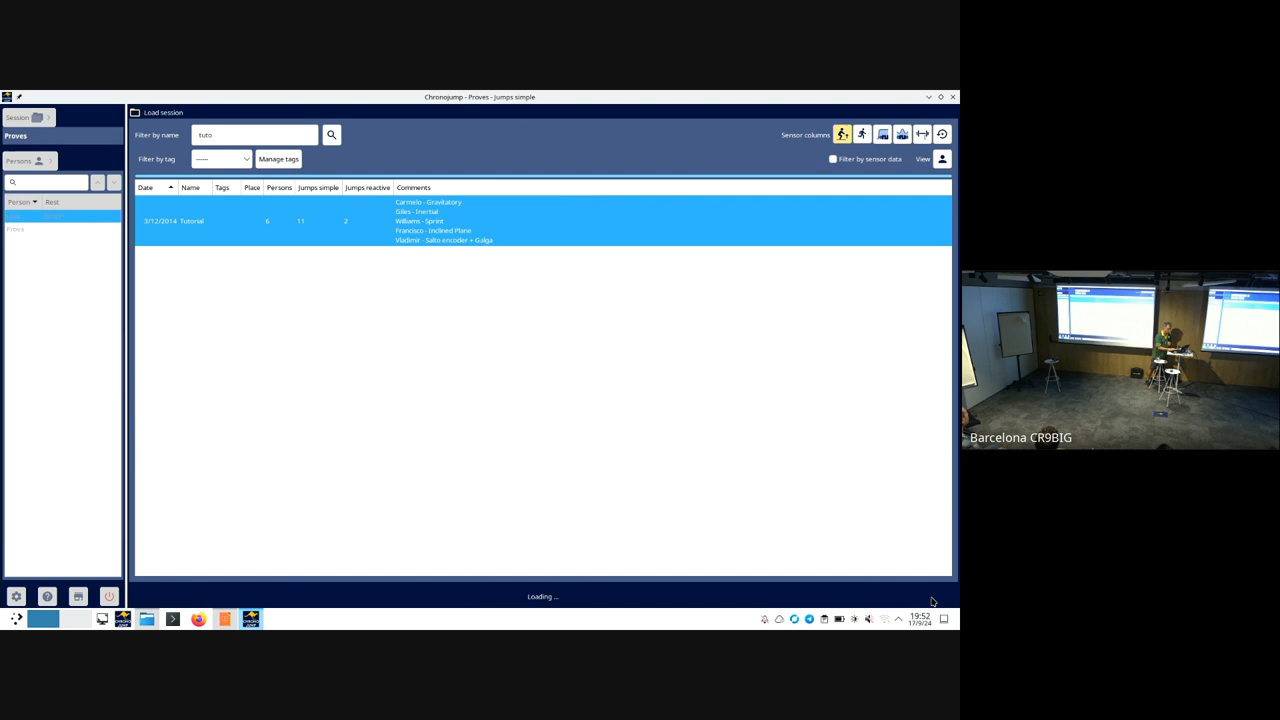 Chronojump - Proves - Jumps simple
Session
Load session
Proves
Filter by name
tuto
Sensor columns
Persons
Filter by tag
-----
Manage tags
Filter by sensor data
View
Person
Rest
Prova
Date
Name
Tags
Place
Persons
Jumps simple
Jumps reactive
Comments
3/12/2014
Tutorial
6
11
2
Carmelo - Gravitatory
Giles - Inertial
Williams - Sprint
Francisco - Inclined Plane
Vladimir - Salto encoder + Galga
Loading ...
19:52
17/9/24
Barcelona CR9BIG